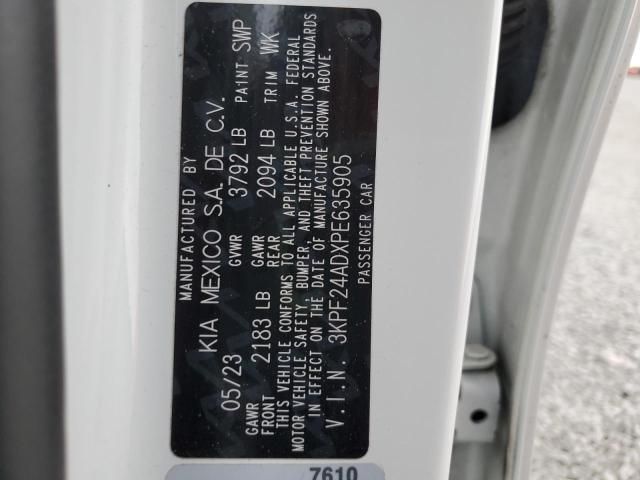 MANUFACTURED BY
KIA MEXICO S.A. DE C.V.
05/23 GVWR 3792 LB PAINT SWP
GAWR FRONT 2183 LB GAWR REAR 2094 LB TRIM WK
THIS VEHICLE CONFORMS TO ALL APPLICABLE U.S.A. FEDERAL
MOTOR VEHICLE SAFETY, BUMPER, AND THEFT PREVENTION STANDARDS
IN EFFECT ON THE DATE OF MANUFACTURE SHOWN ABOVE.
V.I.N. 3KPF24ADXPE635905
PASSENGER CAR
7610